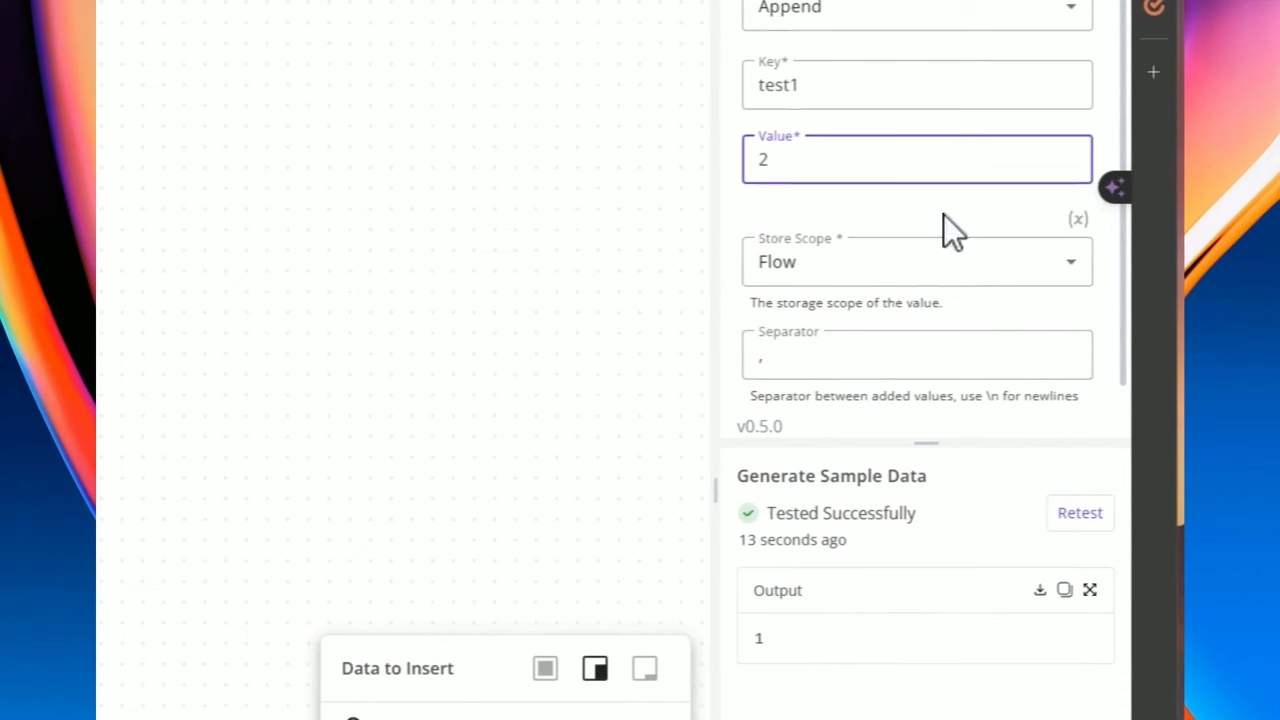 Append
Key*
test1
Value*
2
(x)
Store Scope *
Flow
The storage scope of the value.
Separator
,
Separator between added values, use \n for newlines
v0.5.0
Generate Sample Data
Tested Successfully
Retest
13 seconds ago
Output
1
Data to Insert